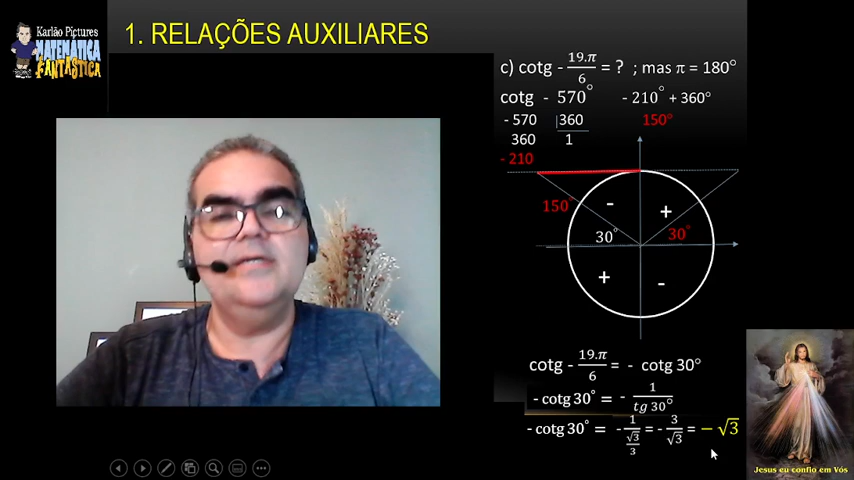 Karlão Pictures
MATEMÁTICA
FANTÁSTICA
1. RELAÇÕES AUXILIARES
c) cotg - 19.π/6 = ? ; mas π = 180°
cotg - 570° - 210° + 360°
- 570 |360 150°
360 1
- 210
150°
- +
30° 30°
+ -
cotg - 19.π/6 = - cotg 30°
- cotg 30° = - 1/tg 30°
- cotg 30° = - 1/(√3/3) = - 3/√3 = − √3
Jesus eu confio em Vós